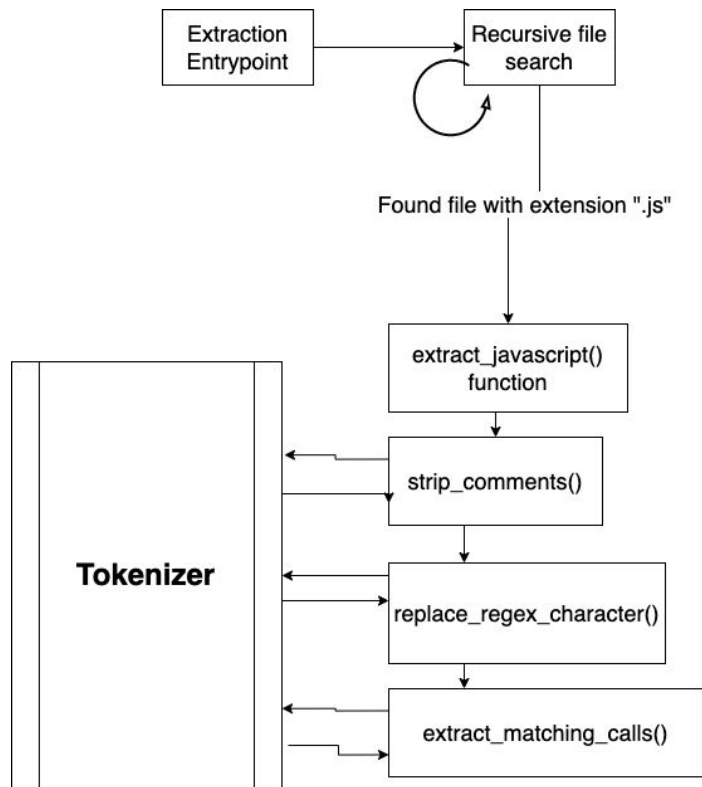 Extraction
Entrypoint
Recursive file
search
Found file with extension ".js"
extract_javascript()
function
strip_comments()
Tokenizer
replace_regex_character()
extract_matching_calls()